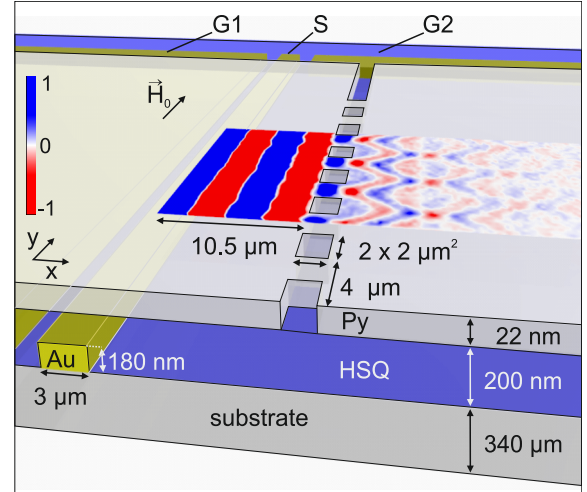 G1 S G2
1
0
-1
H⃗₀
y
x
10.5 μm
2 x 2 μm²
4 μm
Py
22 nm
Au
180 nm
HSQ
200 nm
3 μm
substrate
340 μm